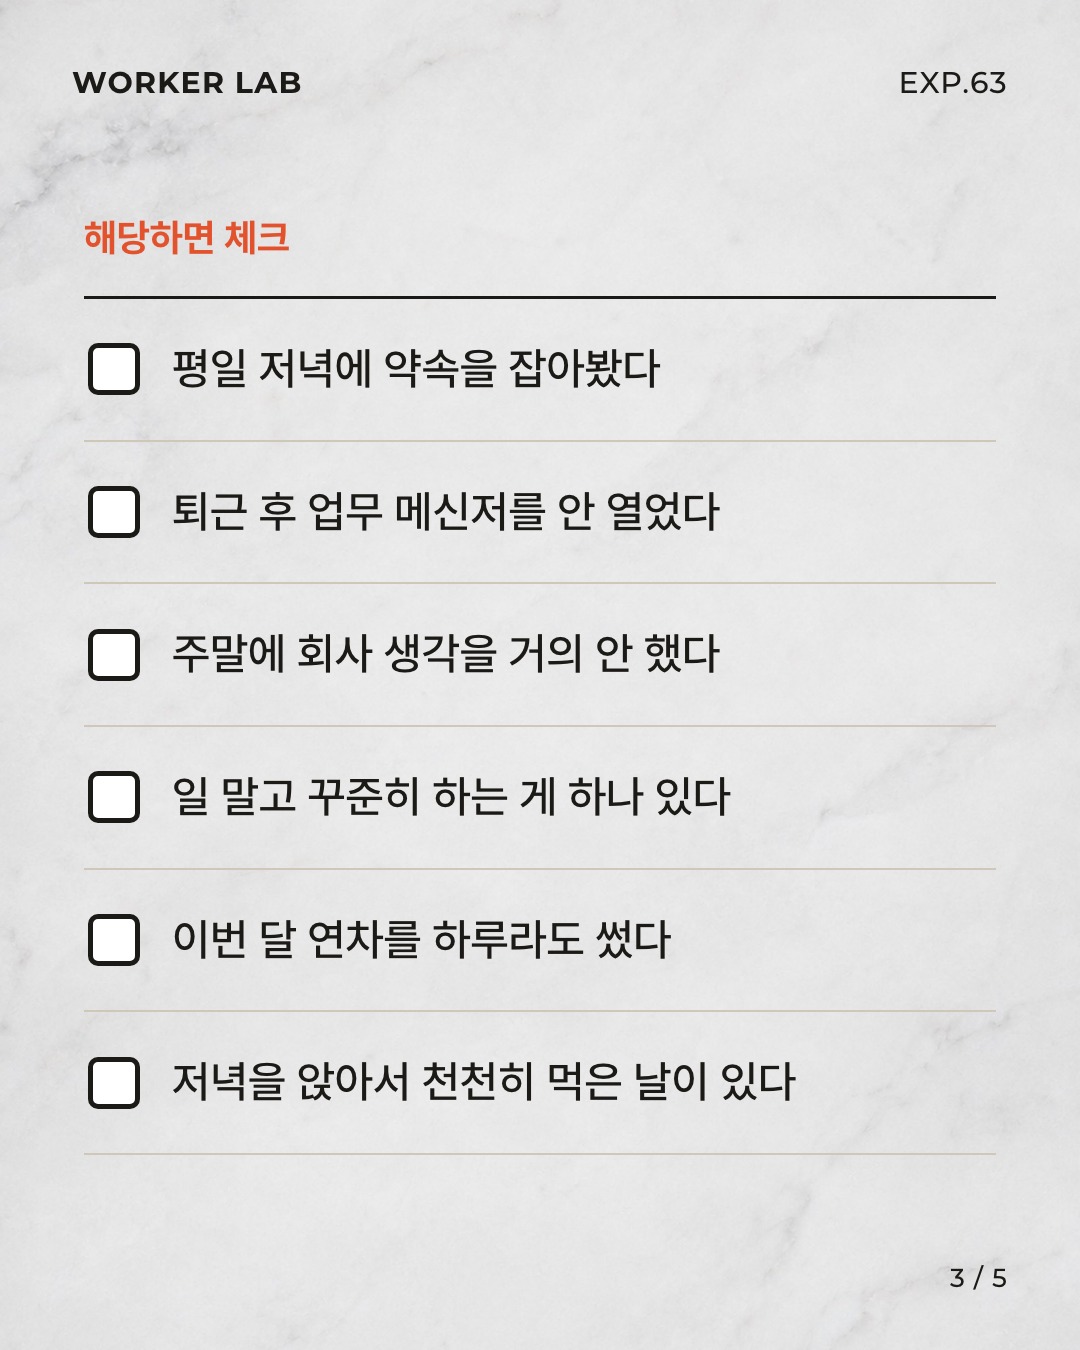 WORKER LAB
EXP.63
해당하면 체크
평일 저녁에 약속을 잡아봤다
퇴근 후 업무 메신저를 안 열었다
주말에 회사 생각을 거의 안 했다
일 말고 꾸준히 하는 게 하나 있다
이번 달 연차를 하루라도 썼다
저녁을 앉아서 천천히 먹은 날이 있다
3 / 5